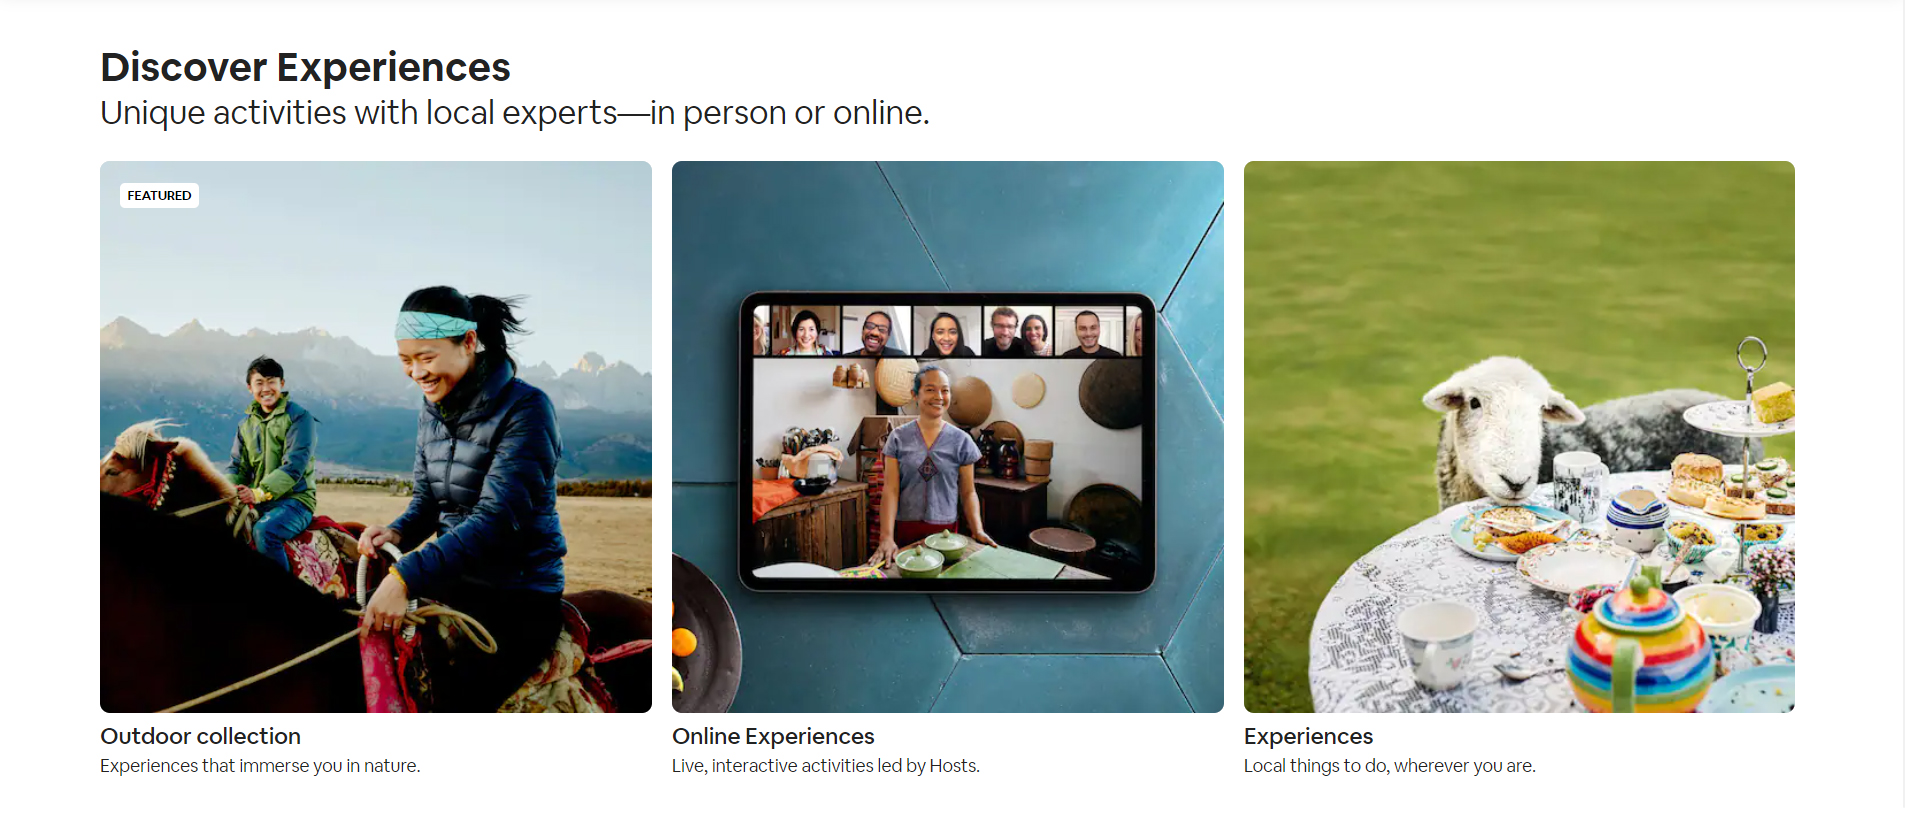 Discover Experiences
Unique activities with local experts—in person or online.
FEATURED
Outdoor collection
Experiences that immerse you in nature.
Online Experiences
Live, interactive activities led by Hosts.
Experiences
Local things to do, wherever you are.